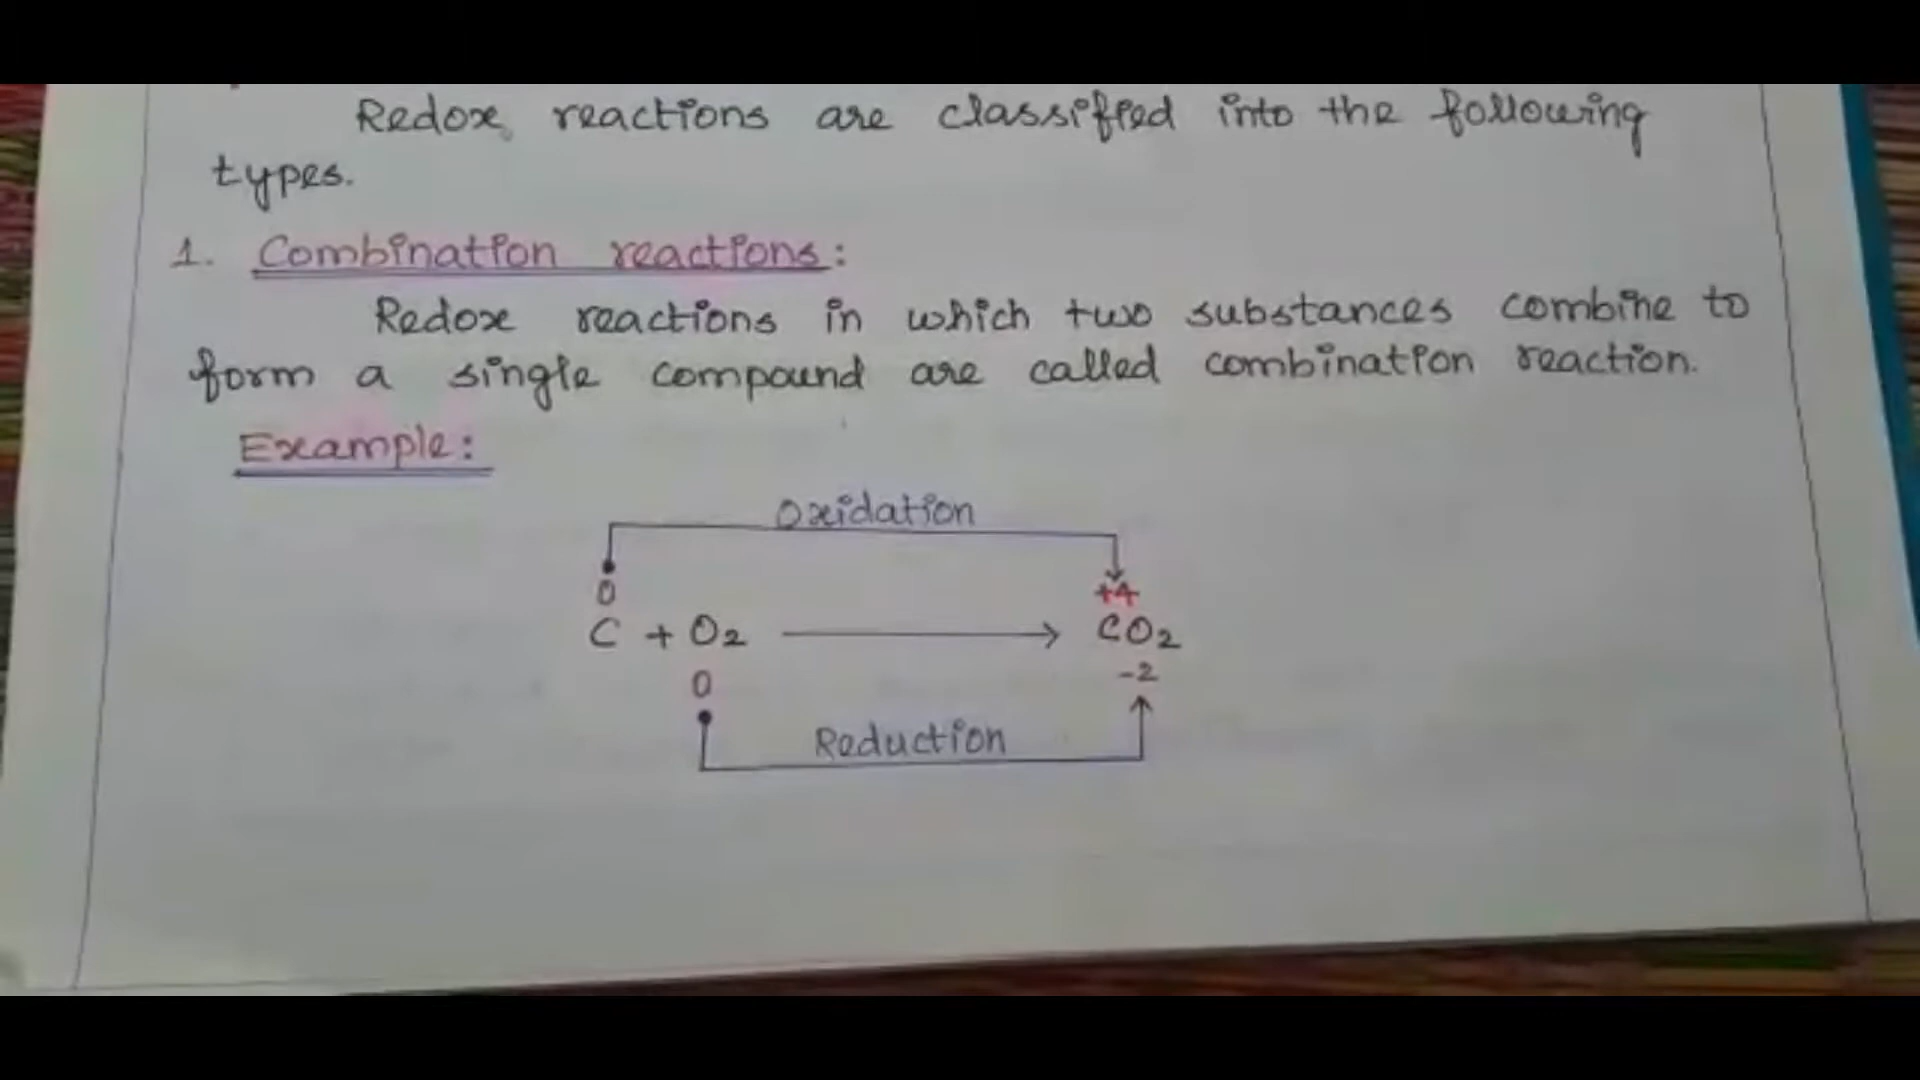 Redox reactions are classified into the following
types.
1. Combination reactions:
Redox reactions in which two substances combine to
form a single compound are called combination reaction.
Example:
Oxidation
0 +4
C + O2 ⟶ CO2
0 -2
Reduction